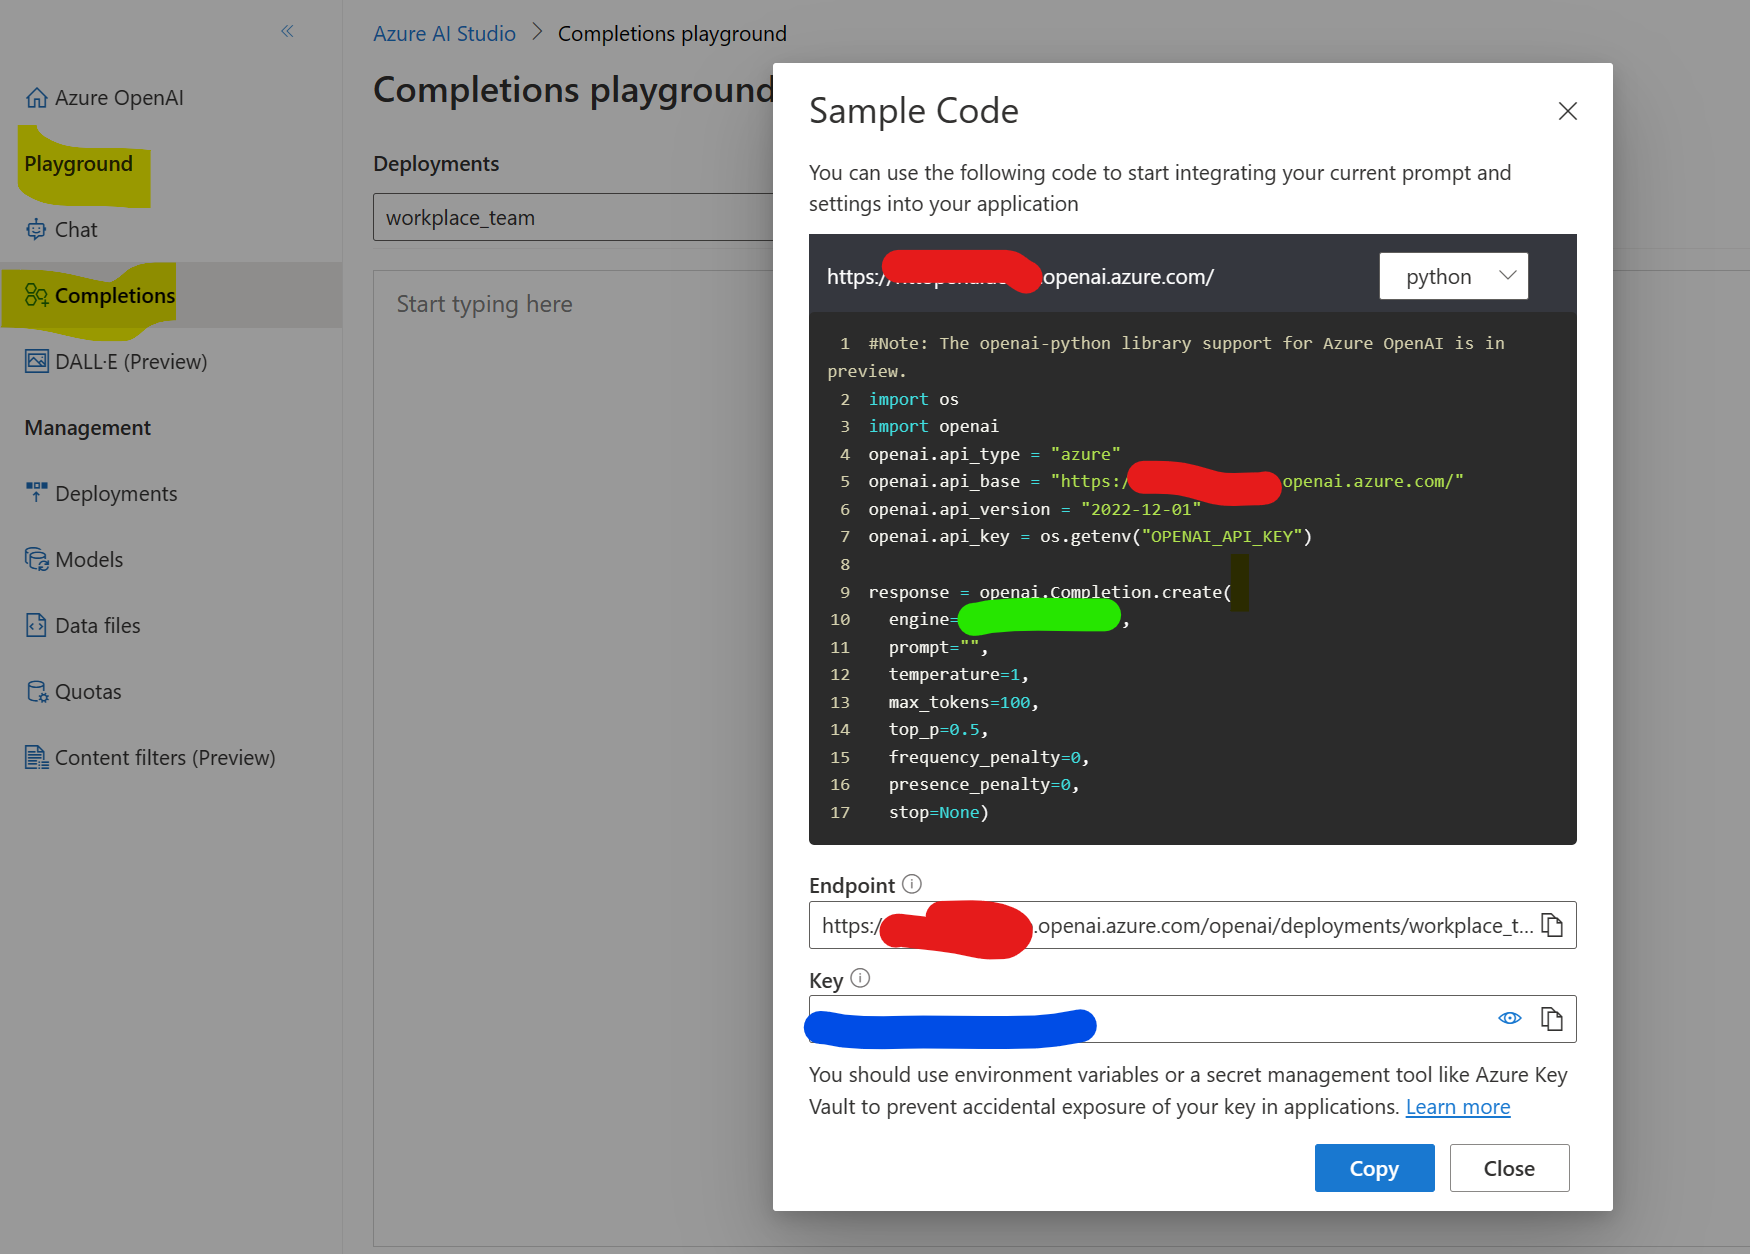 Azure AI Studio > Completions playground
Azure OpenAI
Playground
Chat
Completions
DALL·E (Preview)
Management
Deployments
Models
Data files
Quotas
Content filters (Preview)
Completions playground
Deployments
workplace_team
Start typing here
Sample Code
You can use the following code to start integrating your current prompt and
settings into your application
https:/ .openai.azure.com/
python
1 #Note: The openai-python library support for Azure OpenAI is in
preview.
2 import os
3 import openai
4 openai.api_type = "azure"
5 openai.api_base = "https:/ openai.azure.com/"
6 openai.api_version = "2022-12-01"
7 openai.api_key = os.getenv("OPENAI_API_KEY")
8
9 response = openai.Completion.create(
10 engine= ,
11 prompt="",
12 temperature=1,
13 max_tokens=100,
14 top_p=0.5,
15 frequency_penalty=0,
16 presence_penalty=0,
17 stop=None)
Endpoint
https:/ .openai.azure.com/openai/deployments/workplace_t...
Key
You should use environment variables or a secret management tool like Azure Key
Vault to prevent accidental exposure of your key in applications. Learn more
Copy
Close